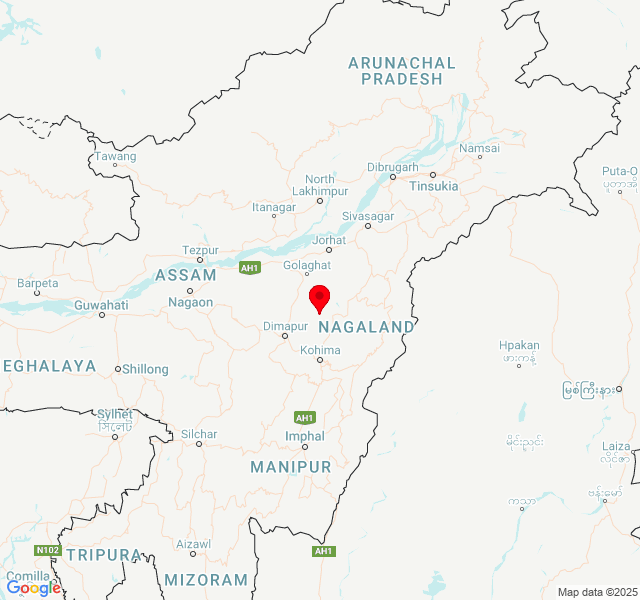 ARUNACHAL
PRADESH
Tawang
Namsai
Dibrugarh
Tinsukia
Puta-O
ပူတာအို
North
Lakhimpur
Itanagar
Sivasagar
Jorhat
Tezpur
Golaghat
AH1
ASSAM
Barpeta
Nagaon
Guwahati
Dimapur
NAGALAND
Kohima
Hpakan
ဖားကန့်
EGHALAYA
Shillong
မြစ်ကြီးနား
AH1
Sylhet
Silchar
Imphal
MANIPUR
မိုးညှင်း
Laiza
လိုင်ဇာ
ကသာ
ဗန်းမော်
N102
TRIPURA
Aizawl
AH1
MIZORAM
Comilla
Google
Map data ©2025